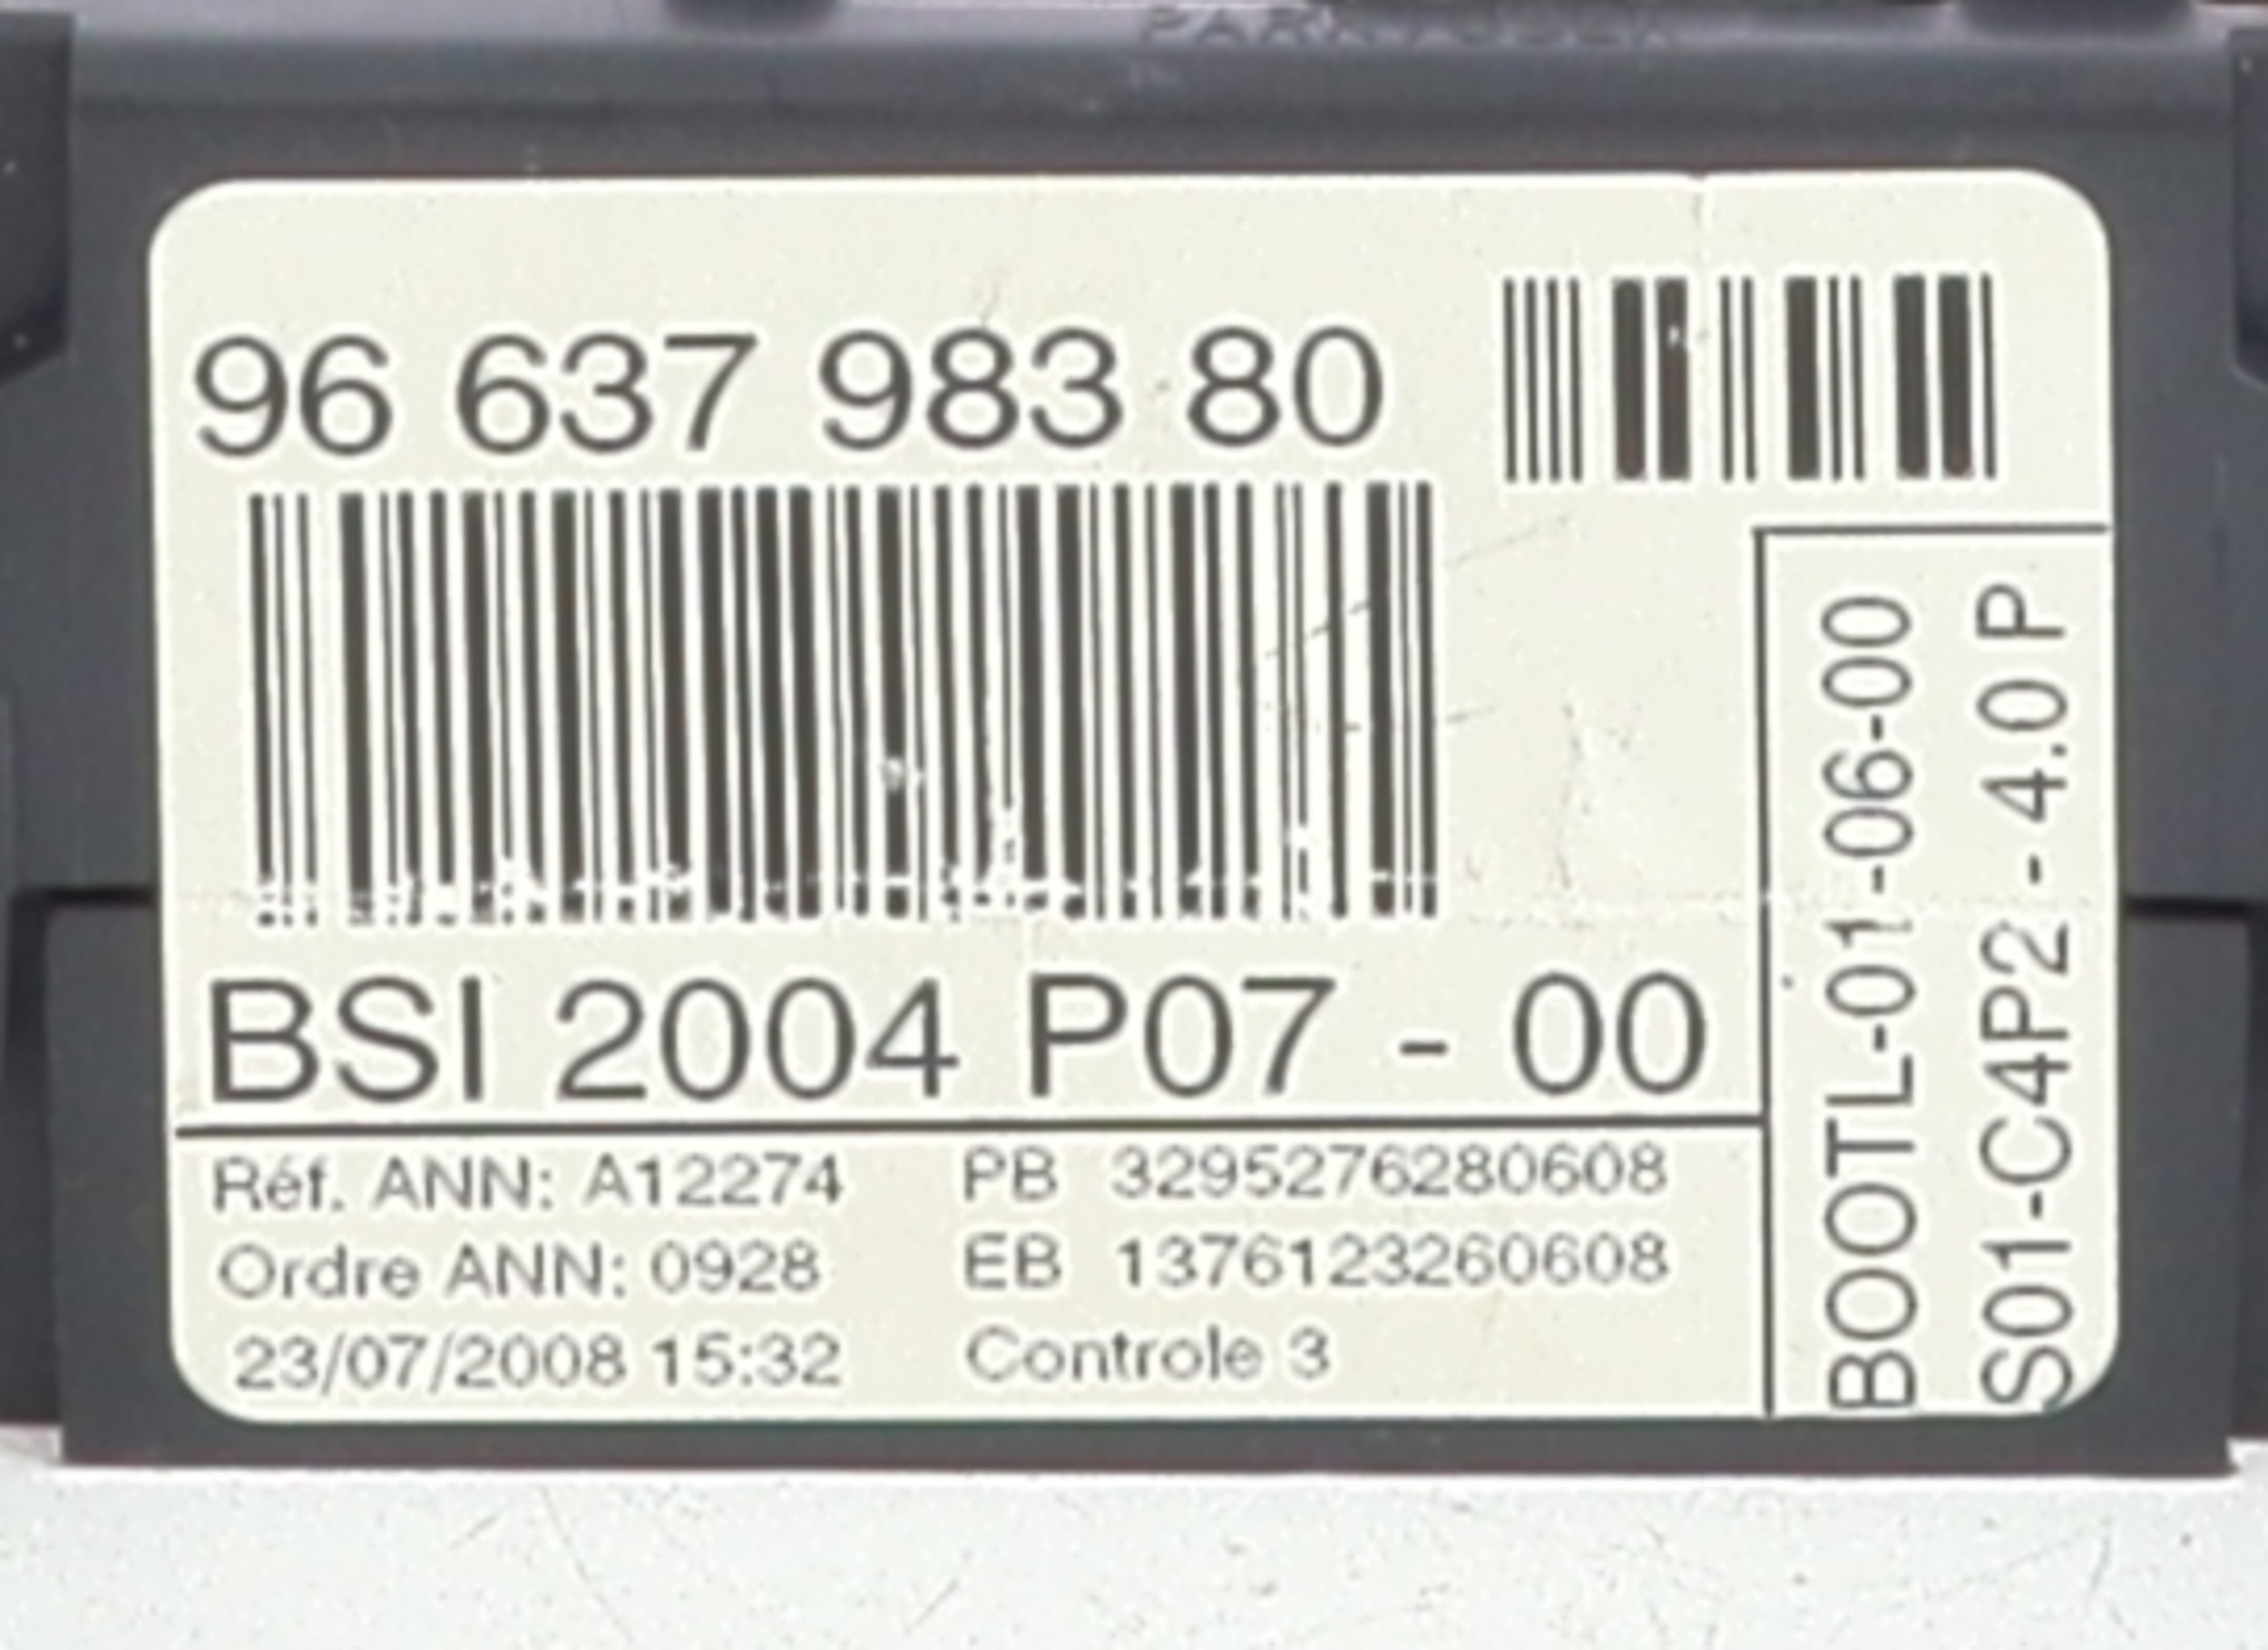 96 637 983 80
BSI 2004 P07 - 00
Réf. ANN: A12274 PB 3295276280608
Ordre ANN: 0928 EB 1376123260608
23/07/2008 15:32 Controle 3
BOOTL-01-06-00
S01-C4P2 - 4.0 P